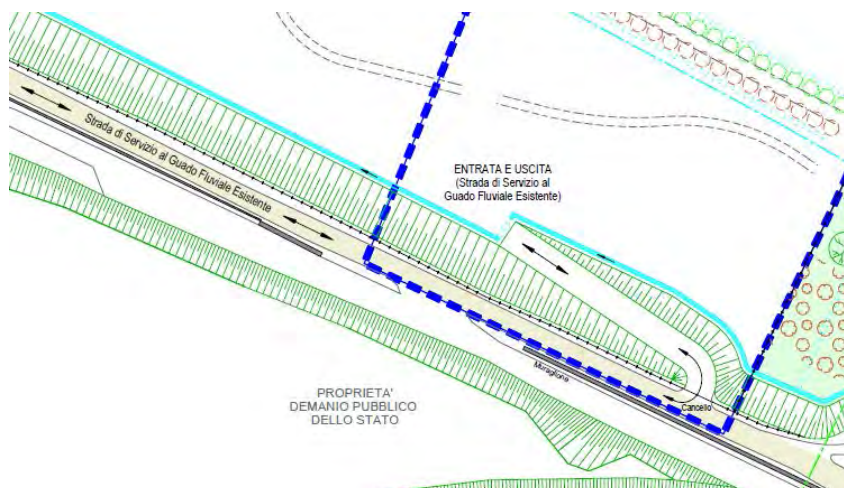 Strada di Servizio al Guado Fluviale Esistente
ENTRATA E USCITA
(Strada di Servizio al
Guado Fluviale Esistente)
Muraglione
Cancello
PROPRIETA'
DEMANIO PUBBLICO
DELLO STATO